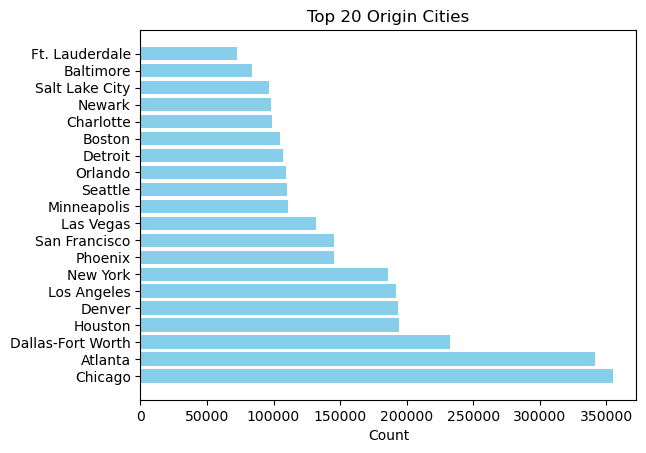 Top 20 Origin Cities
Ft. Lauderdale
Baltimore
Salt Lake City
Newark
Charlotte
Boston
Detroit
Orlando
Seattle
Minneapolis
Las Vegas
San Francisco
Phoenix
New York
Los Angeles
Denver
Houston
Dallas-Fort Worth
Atlanta
Chicago
0 50000 100000 150000 200000 250000 300000 350000
Count